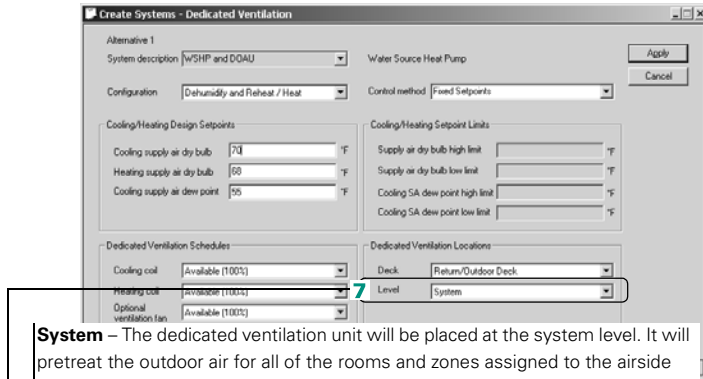 Create Systems - Dedicated Ventilation
Alternative 1
System description WSHP and DOAU Water Source Heat Pump Apply
Cancel
Configuration Dehumidify and Reheat / Heat Control method Fixed Setpoints
Cooling/Heating Design Setpoints Cooling/Heating Setpoint Limits
Cooling supply air dry bulb 70 °F Supply air dry bulb high limit °F
Heating supply air dry bulb 68 °F Supply air dry bulb low limit °F
Cooling supply air dew point 55 °F Cooling SA dew point high limit °F
Cooling SA dew point low limit °F
Dedicated Ventilation Schedules Dedicated Ventilation Locations
Cooling coil Available (100%) Deck Return/Outdoor Deck
Heating coil Available (100%) 7 Level System
Optional
ventilation fan Available (100%)
System – The dedicated ventilation unit will be placed at the system level. It will
pretreat the outdoor air for all of the rooms and zones assigned to the airside